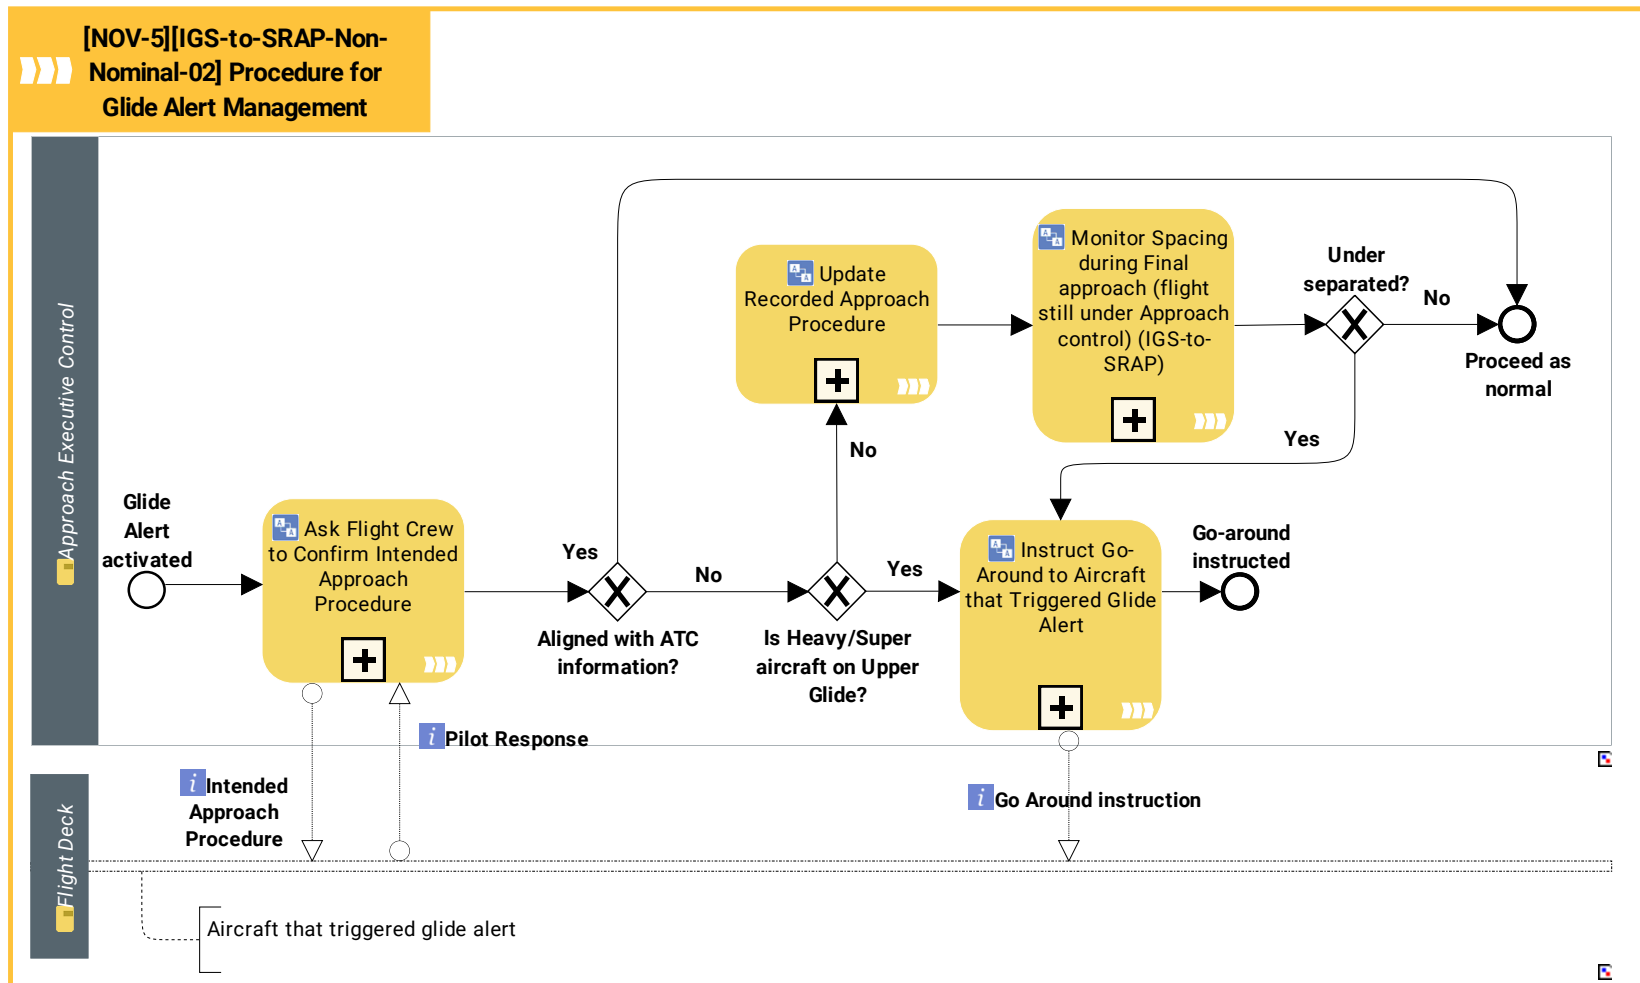 [NOV-5][IGS-to-SRAP-Non-
Nominal-02] Procedure for
Glide Alert Management
Approach Executive Control
Glide
Alert
activated
Ask Flight Crew
to Confirm Intended
Approach
Procedure
Yes
Aligned with ATC
information?
No
Is Heavy/Super
aircraft on Upper
Glide?
No
Update
Recorded Approach
Procedure
Monitor Spacing
during Final
approach (flight
still under Approach
control) (IGS-to-
SRAP)
Under
separated?
No
Proceed as
normal
Yes
Yes
Instruct Go-
Around to Aircraft
that Triggered Glide
Alert
Go-around
instructed
i Pilot Response
i Intended
Approach
Procedure
i Go Around instruction
Flight Deck
Aircraft that triggered glide alert